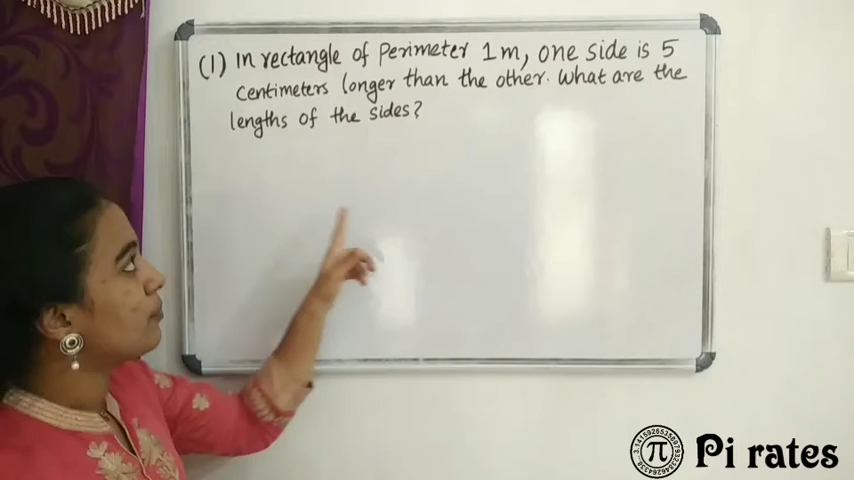 (1) In rectangle of Perimeter 1m, one side is 5
centimeters longer than the other. What are the
lengths of the sides?
π
Pi rates